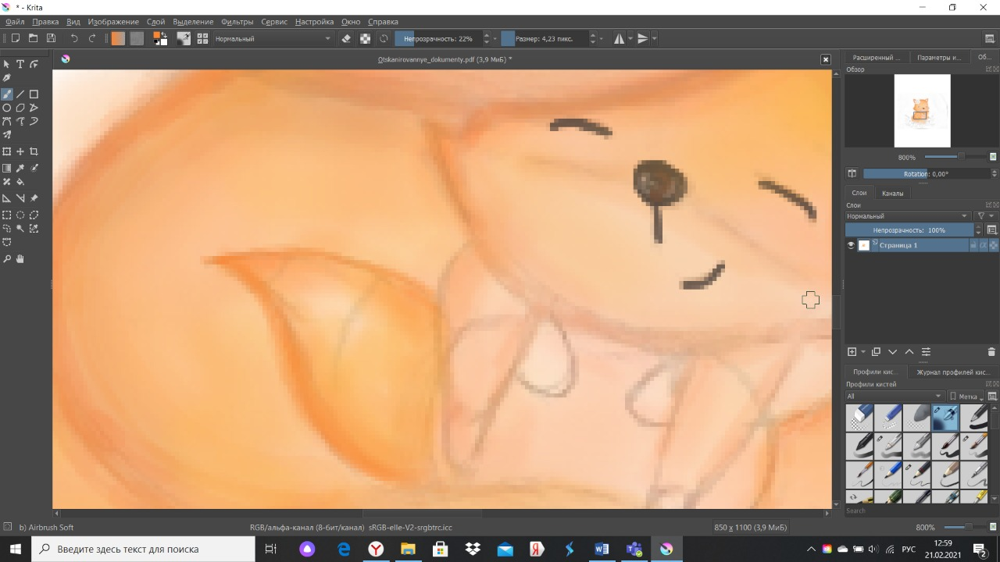 * - Krita
Файл Правка Вид Изображение Слой Выделение Фильтры Сервис Настройка Окно Справка
Нормальный Непрозрачность: 22% Размер: 4,23 пикс.
Otskanirovannye_dokumenty.pdf (3,9 МиБ) *
Расширенный ... Параметры и... Об...
Обзор
800%
Rotation: 0,00°
Слои Каналы
Слои
Нормальный
Непрозрачность: 100%
Страница 1
Профили кис... Журнал профилей кис...
Профили кистей
All Метка
Search
b) Airbrush Soft RGB/альфа-канал (8-бит/канал) sRGB-elle-V2-srgbtrc.icc 850 x 1100 (3,9 МиБ) 800%
Введите здесь текст для поиска
РУС
12:59
21.02.2021
2